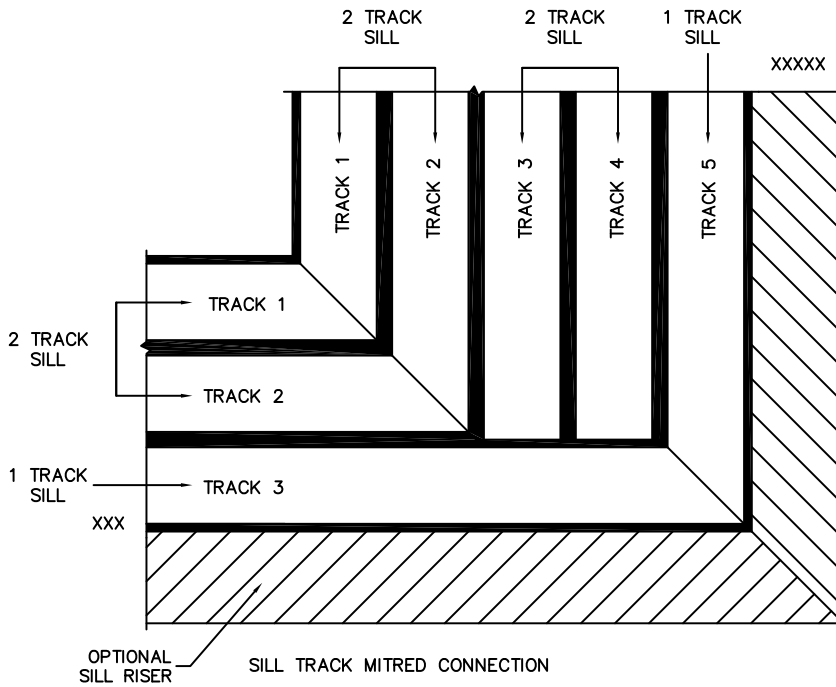 2 TRACK
SILL
2 TRACK
SILL
1 TRACK
SILL
XXXXX
TRACK 1
TRACK 2
TRACK 3
TRACK 4
TRACK 5
TRACK 1
2 TRACK
SILL
TRACK 2
1 TRACK
SILL
TRACK 3
XXX
OPTIONAL
SILL RISER
SILL TRACK MITRED CONNECTION